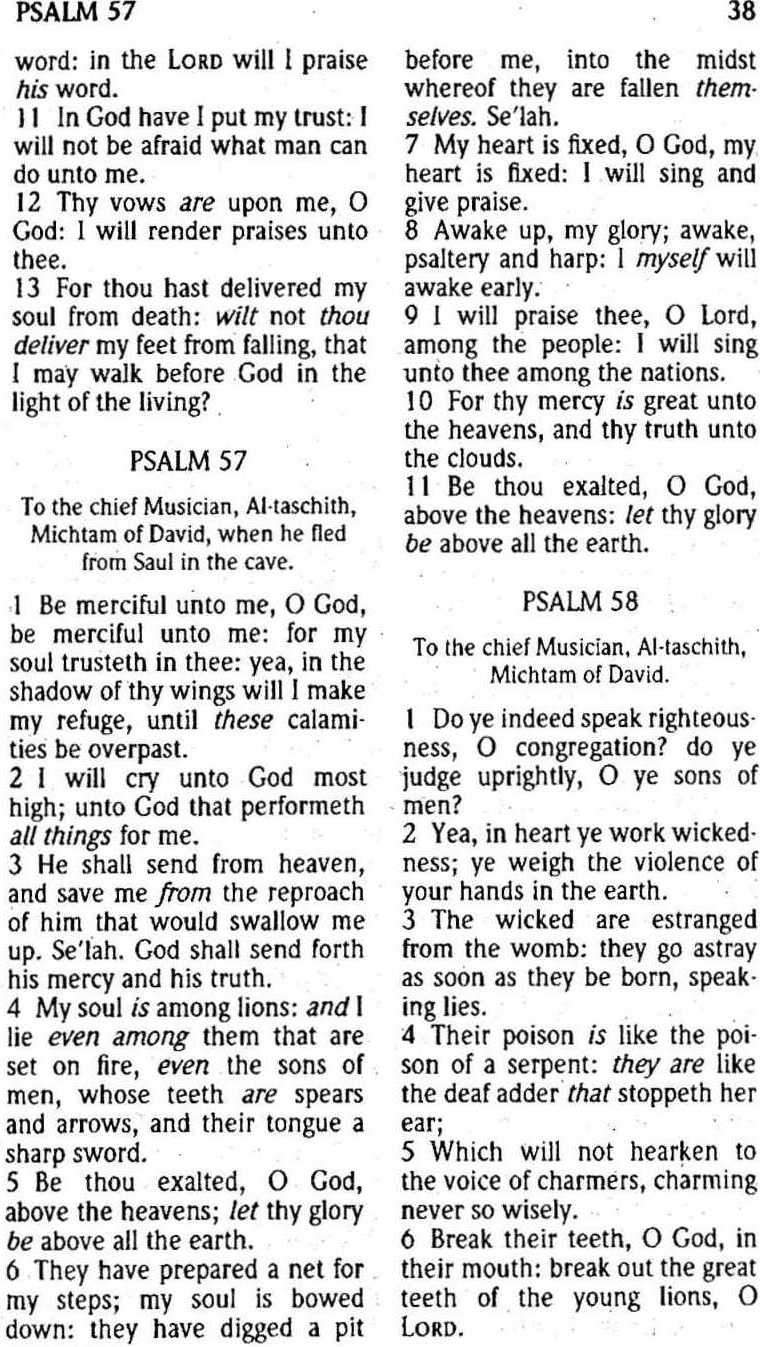 PSALM 57 38
word: in the LORD will I praise
his word.
11 In God have I put my trust: I
will not be afraid what man can
do unto me.
12 Thy vows are upon me, O
God: I will render praises unto
thee.
13 For thou hast delivered my
soul from death: wilt not thou
deliver my feet from falling, that
I may walk before God in the
light of the living?
PSALM 57
To the chief Musician, Al-taschith,
Michtam of David, when he fled
from Saul in the cave.
1 Be merciful unto me, O God,
be merciful unto me: for my
soul trusteth in thee: yea, in the
shadow of thy wings will I make
my refuge, until these calami-
ties be overpast.
2 I will cry unto God most
high; unto God that performeth
all things for me.
3 He shall send from heaven,
and save me from the reproach
of him that would swallow me
up. Se'lah. God shall send forth
his mercy and his truth.
4 My soul is among lions: and I
lie even among them that are
set on fire, even the sons of
men, whose teeth are spears
and arrows, and their tongue a
sharp sword.
5 Be thou exalted, O God,
above the heavens; let thy glory
be above all the earth.
6 They have prepared a net for
my steps; my soul is bowed
down: they have digged a pit
before me, into the midst
whereof they are fallen them-
selves. Se'lah.
7 My heart is fixed, O God, my
heart is fixed: I will sing and
give praise.
8 Awake up, my glory; awake,
psaltery and harp: I myself will
awake early.
9 I will praise thee, O Lord,
among the people: I will sing
unto thee among the nations.
10 For thy mercy is great unto
the heavens, and thy truth unto
the clouds.
11 Be thou exalted, O God,
above the heavens: let thy glory
be above all the earth.
PSALM 58
To the chief Musician, Al-taschith,
Michtam of David.
1 Do ye indeed speak righteous-
ness, O congregation? do ye
judge uprightly, O ye sons of
men?
2 Yea, in heart ye work wicked-
ness; ye weigh the violence of
your hands in the earth.
3 The wicked are estranged
from the womb: they go astray
as soon as they be born, speak-
ing lies.
4 Their poison is like the poi-
son of a serpent: they are like
the deaf adder that stoppeth her
ear;
5 Which will not hearken to
the voice of charmers, charming
never so wisely.
6 Break their teeth, O God, in
their mouth: break out the great
teeth of the young lions, O
LORD.